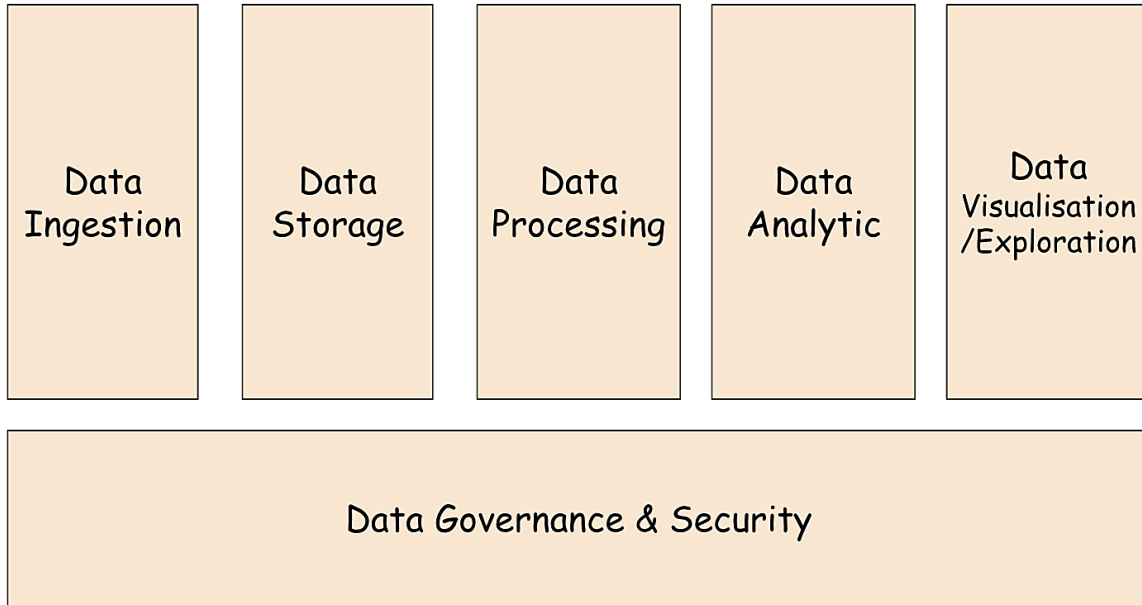 Data
Ingestion
Data
Storage
Data
Processing
Data
Analytic
Data
Visualisation
/Exploration
Data Governance & Security